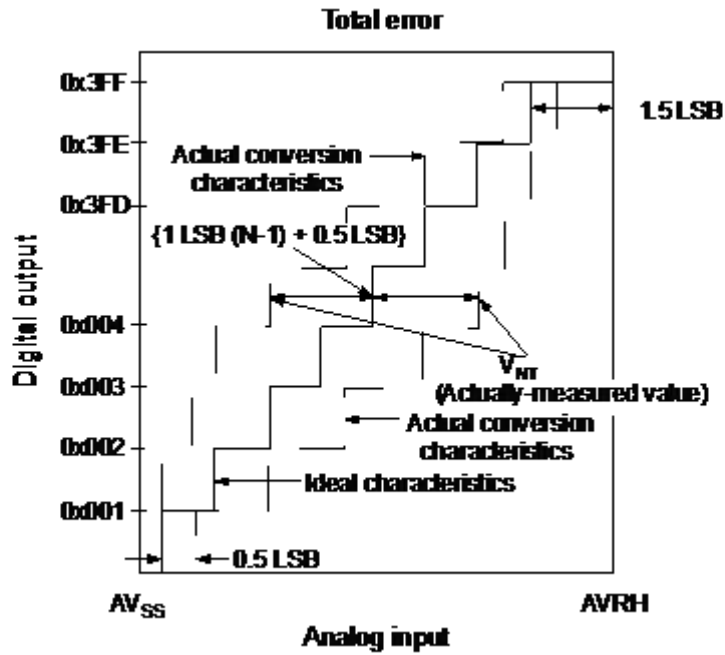 Total error
0x3FF
1.5 LSB
0x3FE
Actual conversion
characteristics
0x3FD
{1 LSB (N-1) + 0.5 LSB}
Digital output
0x004
VNT
0x003
(Actually-measured value)
Actual conversion
characteristics
0x002
Ideal characteristics
0x001
0.5 LSB
AVSS
AVRH
Analog input